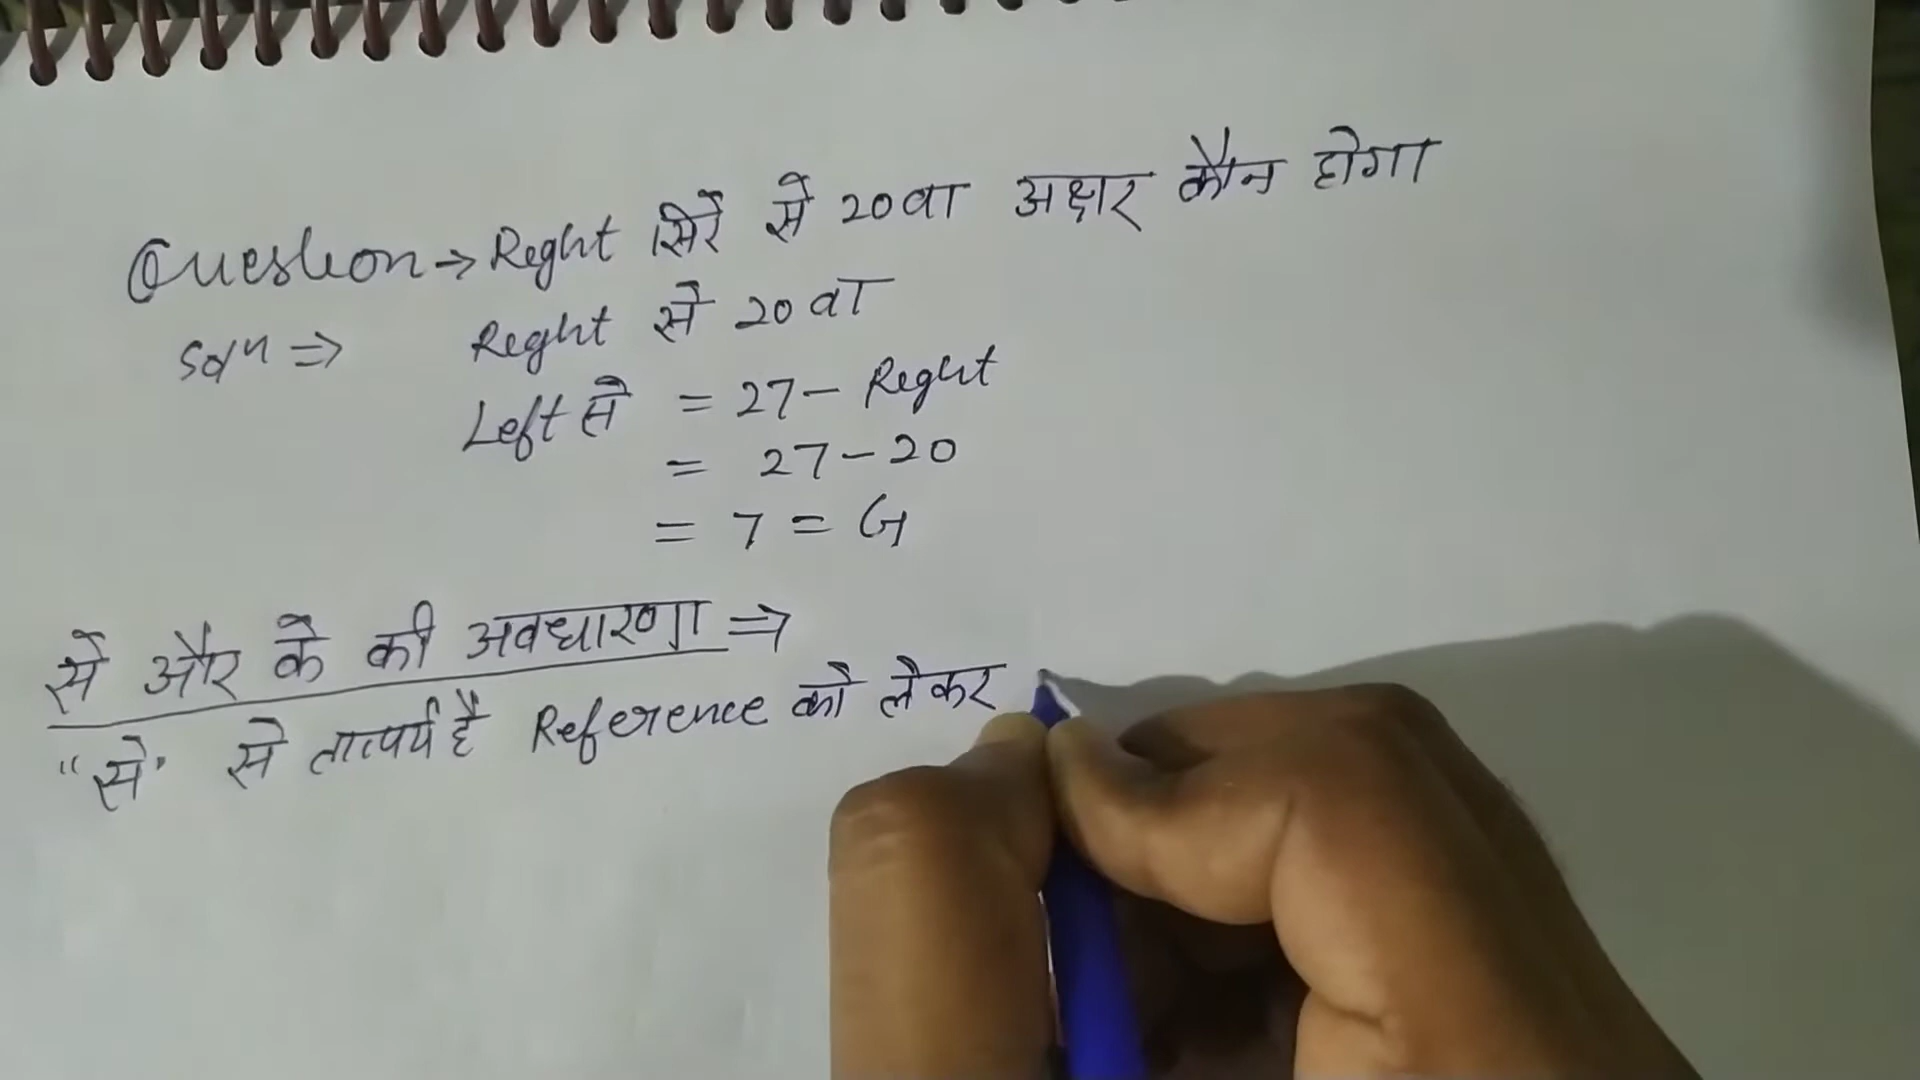 Question → Reght सिरे से 20वा अक्षर कौन होगा
Soln ⇒ Reght से 20वा
Left से = 27 - Reght
= 27 - 20
= 7 = G
से और के की अवधारणा ⇒
"से" से तात्पर्य है Reference को लेकर